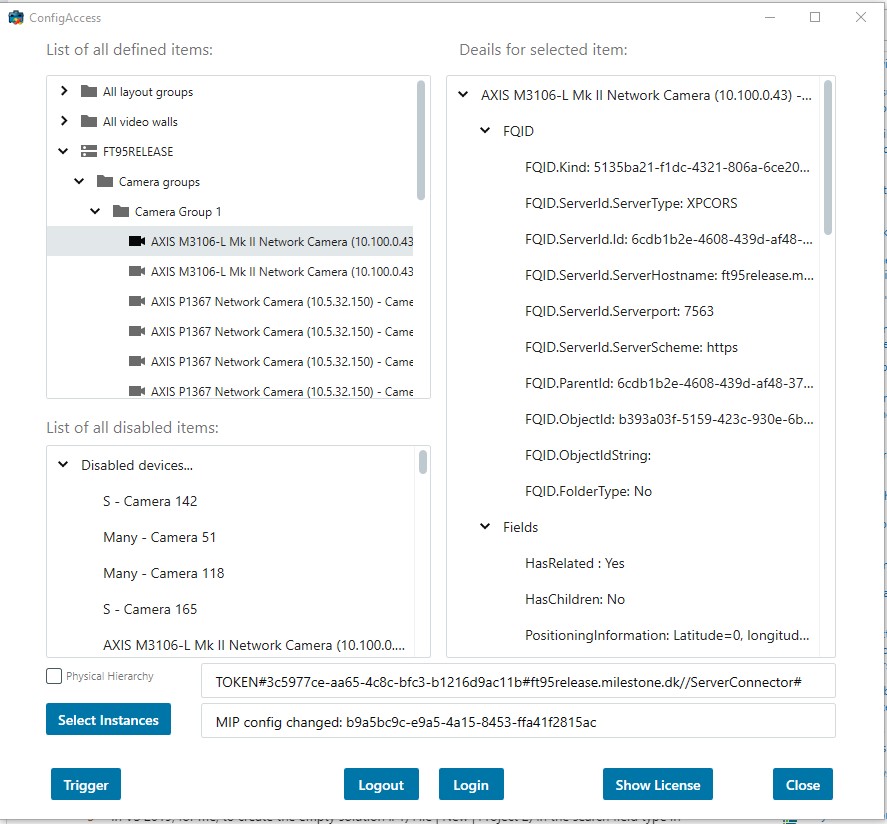 ConfigAccess
List of all defined items:
All layout groups
All video walls
FT95RELEASE
Camera groups
Camera Group 1
AXIS M3106-L Mk II Network Camera (10.100.0.43
AXIS M3106-L Mk II Network Camera (10.100.0.43
AXIS P1367 Network Camera (10.5.32.150) - Came
AXIS P1367 Network Camera (10.5.32.150) - Came
AXIS P1367 Network Camera (10.5.32.150) - Came
AXIS P1367 Network Camera (10.5.32.150) - Came
List of all disabled items:
Disabled devices...
S - Camera 142
Many - Camera 51
Many - Camera 118
S - Camera 165
AXIS M3106-L Mk II Network Camera (10.100.0....
Deails for selected item:
AXIS M3106-L Mk II Network Camera (10.100.0.43) -...
FQID
FQID.Kind: 5135ba21-f1dc-4321-806a-6ce20...
FQID.ServerId.ServerType: XPCORS
FQID.ServerId.Id: 6cdb1b2e-4608-439d-af48-...
FQID.ServerId.ServerHostname: ft95release.m...
FQID.ServerId.Serverport: 7563
FQID.ServerId.ServerScheme: https
FQID.ParentId: 6cdb1b2e-4608-439d-af48-37...
FQID.ObjectId: b393a03f-5159-423c-930e-6b...
FQID.ObjectIdString:
FQID.FolderType: No
Fields
HasRelated : Yes
HasChildren: No
PositioningInformation: Latitude=0, longitud...
Physical Hierarchy
TOKEN#3c5977ce-aa65-4c8c-bfc3-b1216d9ac11b#ft95release.milestone.dk//ServerConnector#
Select Instances
MIP config changed: b9a5bc9c-e9a5-4a15-8453-ffa41f2815ac
Trigger
Logout
Login
Show License
Close